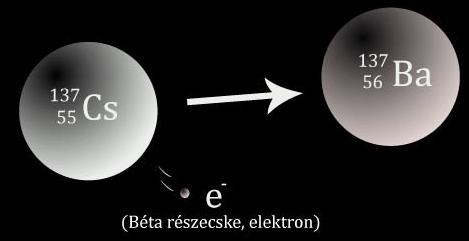 137
55 Cs
137
56 Ba
e-
(Béta részecske, elektron)